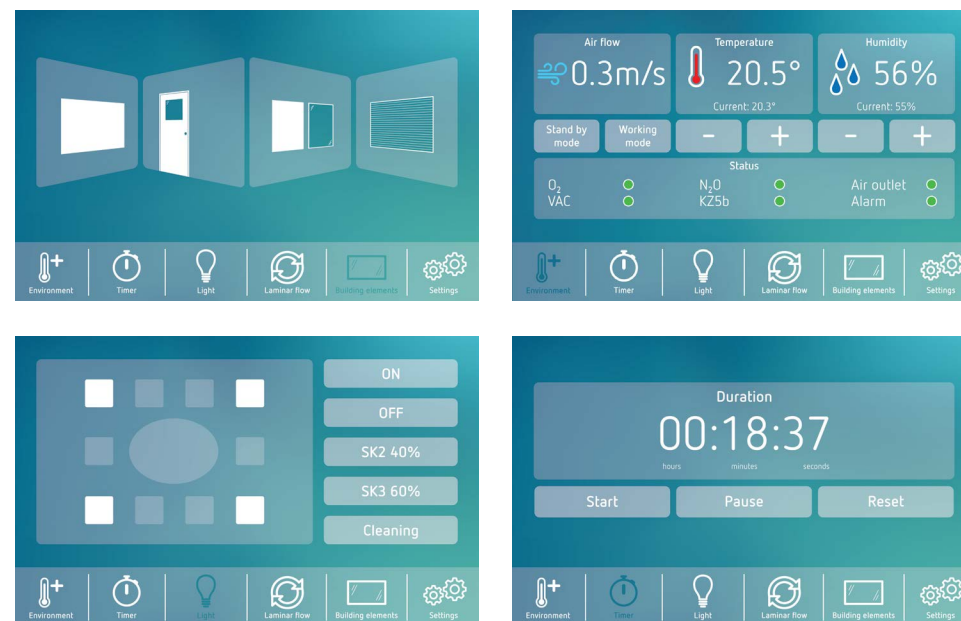 Environment
Timer
Light
Laminar flow
Building elements
Settings
Air flow
0.3m/s
Temperature
20.5°
Current: 20.3°
Humidity
56%
Current: 55%
Stand by
mode
Working
mode
−
+
−
+
Status
O₂
N₂O
Air outlet
VAC
KZ5b
Alarm
Environment
Timer
Light
Laminar flow
Building elements
Settings
ON
OFF
SK2 40%
SK3 60%
Cleaning
Environment
Timer
Light
Laminar flow
Building elements
Settings
Duration
00:18:37
hours minutes seconds
Start
Pause
Reset
Environment
Timer
Light
Laminar flow
Building elements
Settings